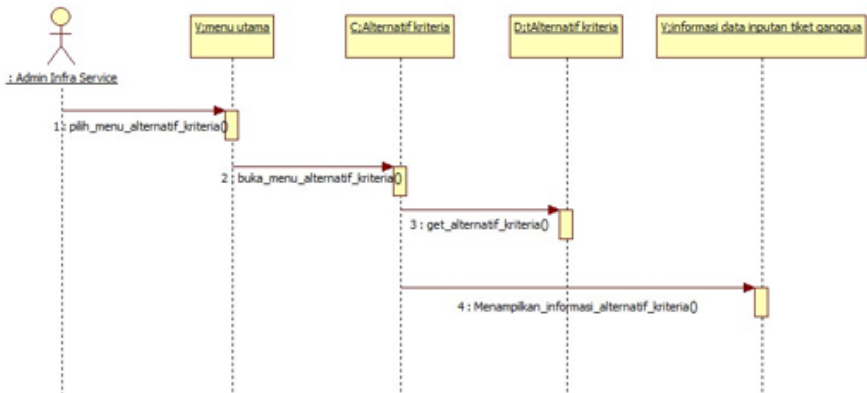 V:menu utama
C:Alternatif kriteria
D:tAlternatif kriteria
V:informasi data inputan tiket ganggua
: Admin Infra Service
1 : pilih_menu_alternatif_kriteria()
2 : buka_menu_alternatif_kriteria()
3 : get_alternatif_kriteria()
4 : Menampilkan_informasi_alternatif_kriteria()